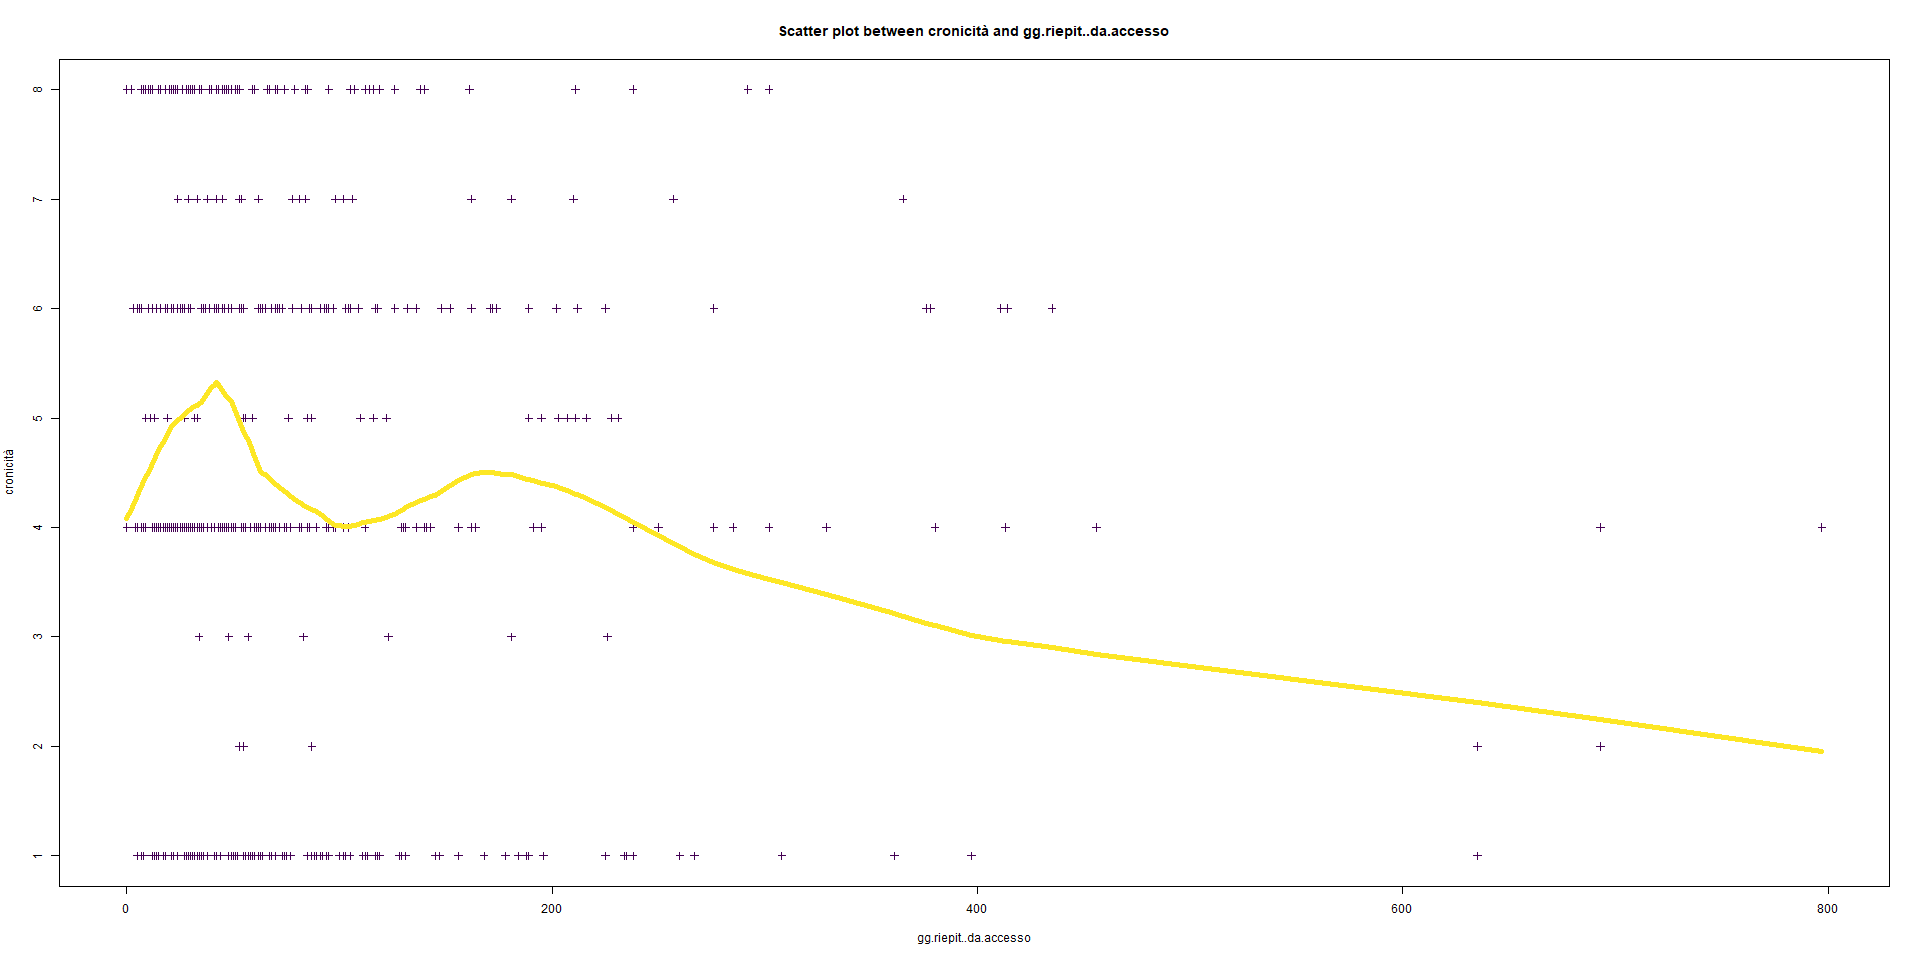 Scatter plot between cronicità and gg.riepit..da.accesso
8
7
6
5
4
3
2
1
cronicità
0 200 400 600 800
gg.riepit..da.accesso